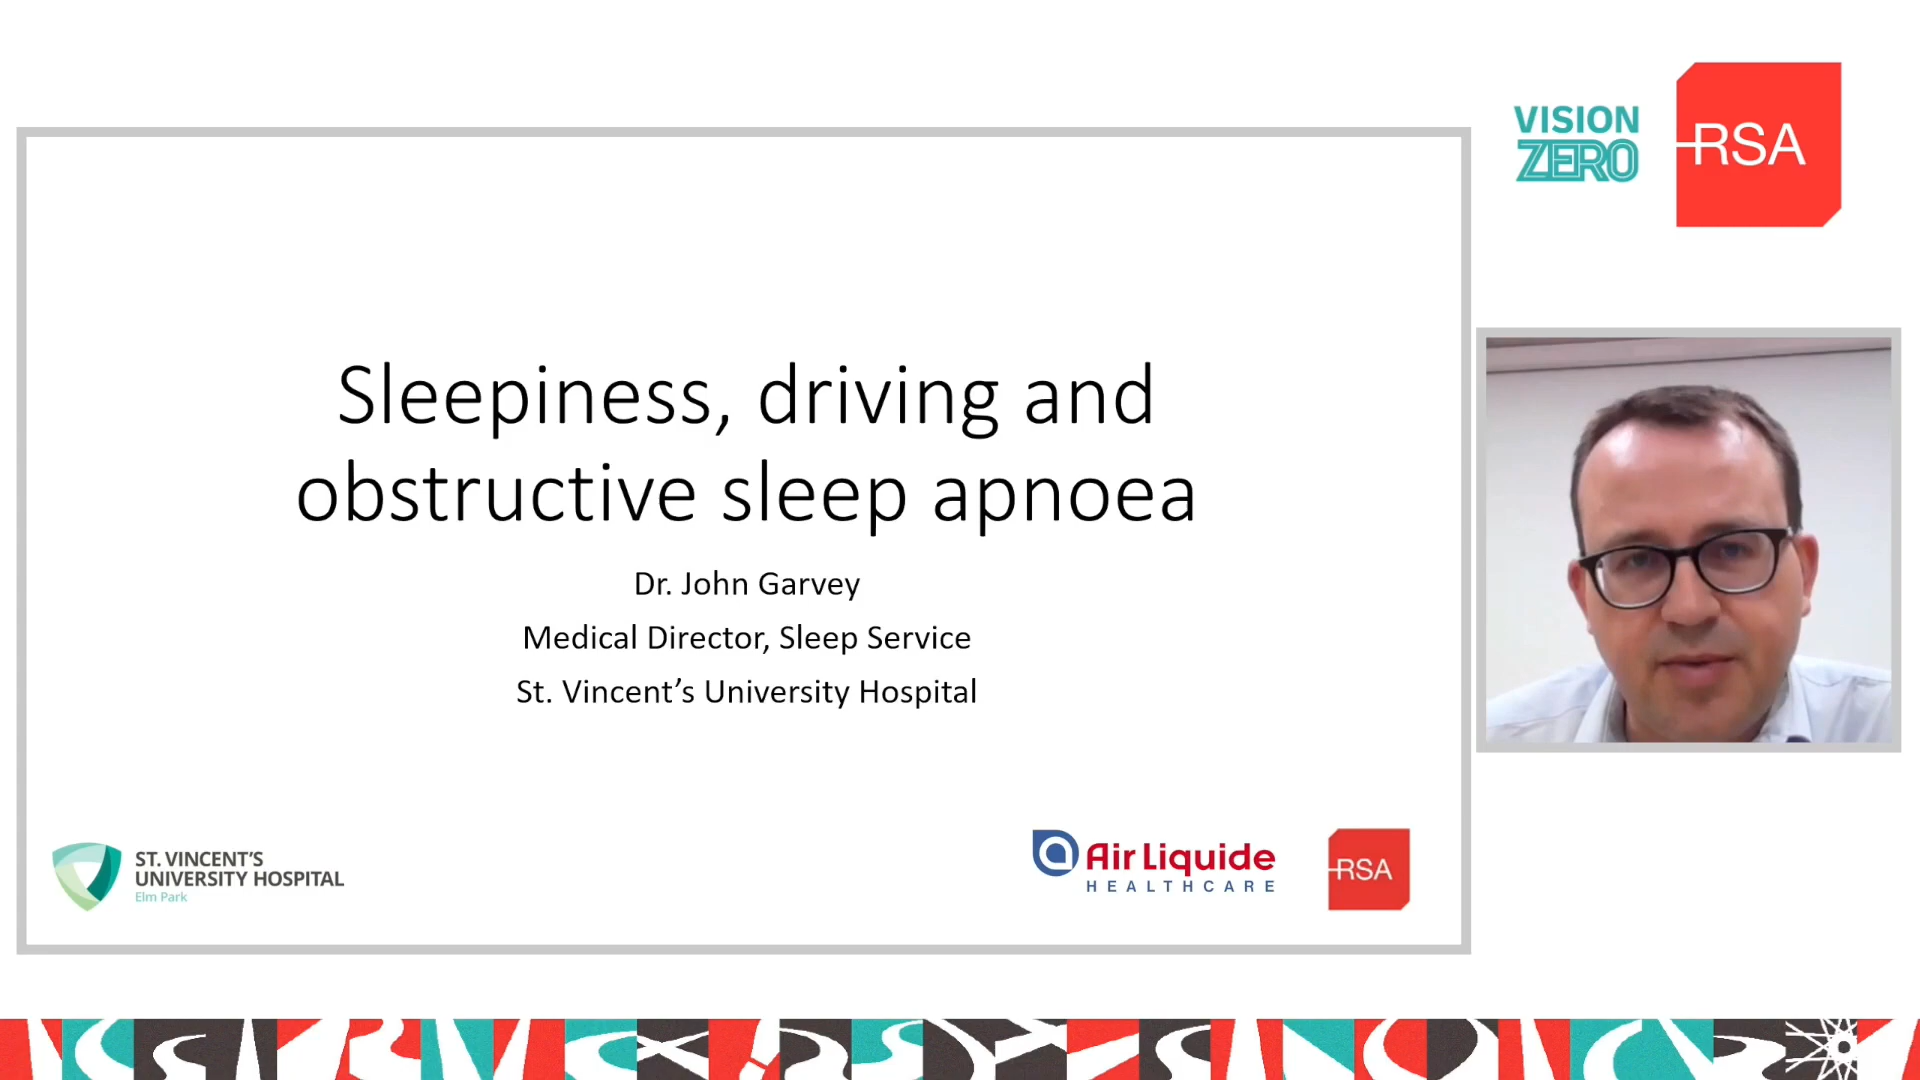 VISION
ZERO
RSA
Sleepiness, driving and
obstructive sleep apnoea
Dr. John Garvey
Medical Director, Sleep Service
St. Vincent’s University Hospital
ST. VINCENT'S
UNIVERSITY HOSPITAL
Elm Park
Air Liquide
HEALTHCARE
RSA